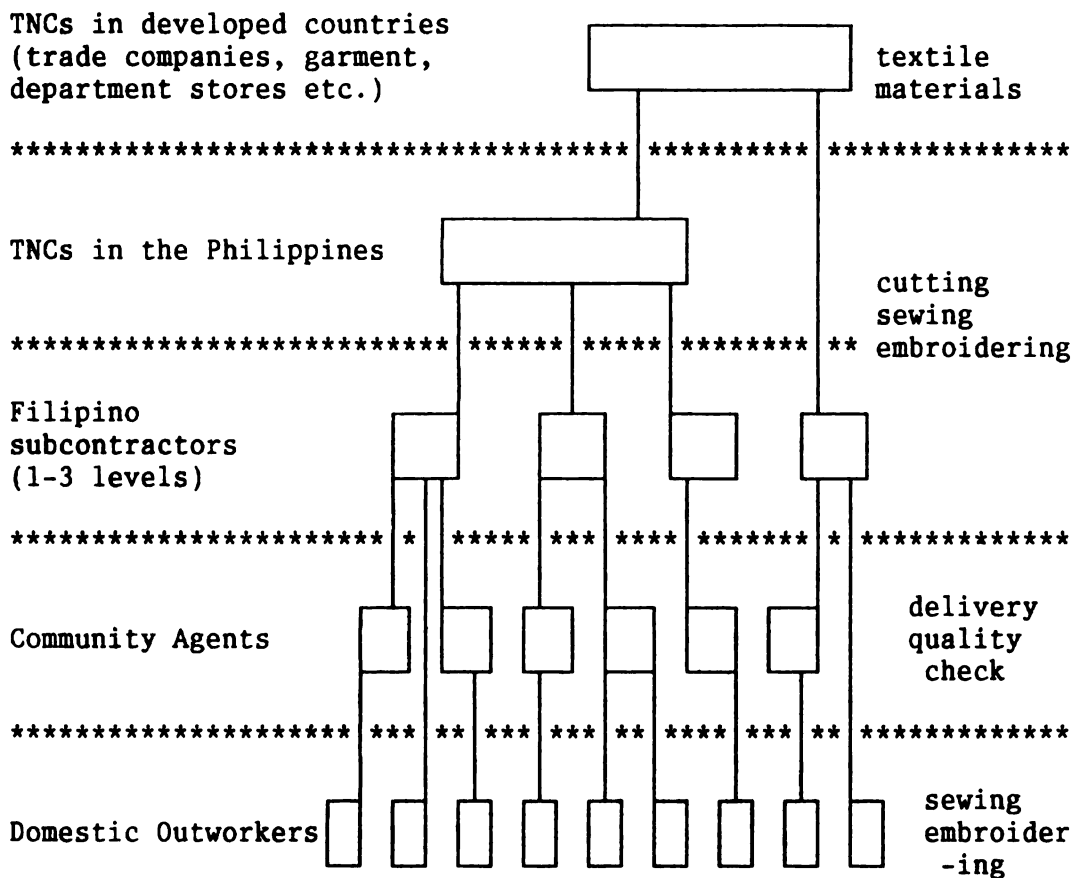 TNCs in developed countries
(trade companies, garment,
department stores etc.)
textile
materials
************************************** ********** ***************
TNCs in the Philippines
cutting
sewing
embroidering
*************************** ****** ***** ******** **
Filipino
subcontractors
(1-3 levels)
*********************** * ***** *** **** ******* * *************
Community Agents
delivery
quality
check
********************* *** ** *** *** ** **** *** ** *************
Domestic Outworkers
sewing
embroider
-ing